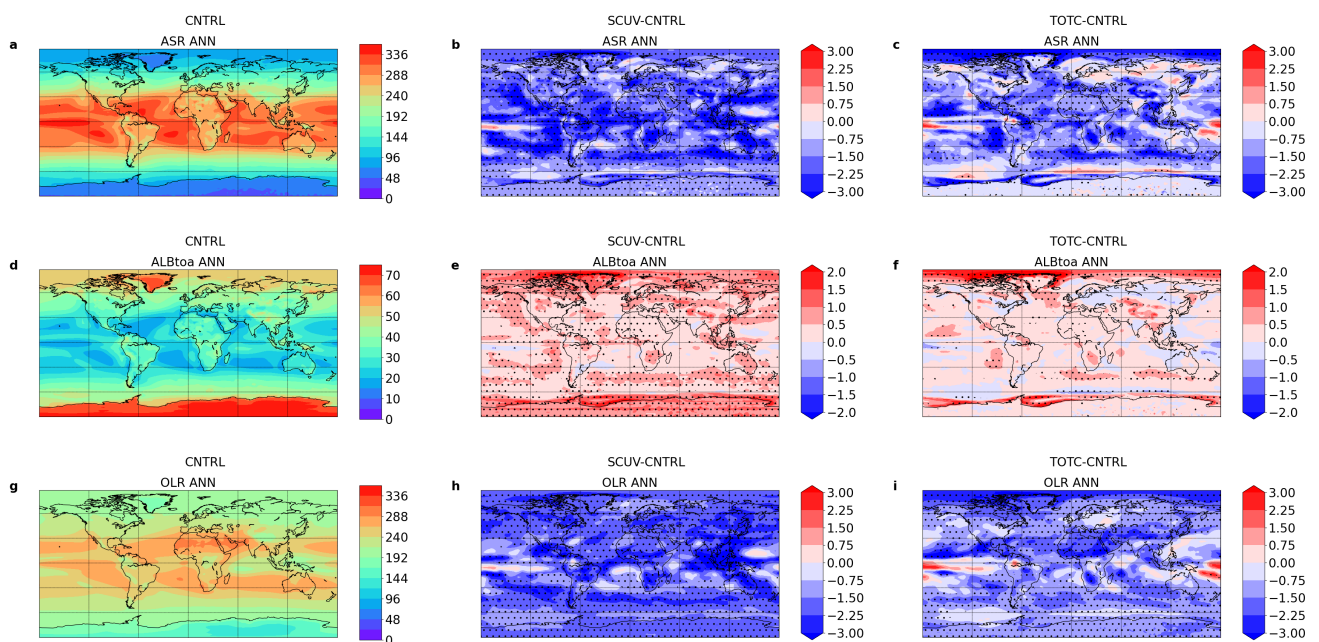 CNTRL
SCUV-CNTRL
TOTC-CNTRL
a
ASR ANN
b
ASR ANN
c
ASR ANN
336
288
240
192
144
96
48
0
3.00
2.25
1.50
0.75
0.00
−0.75
−1.50
−2.25
−3.00
3.00
2.25
1.50
0.75
0.00
−0.75
−1.50
−2.25
−3.00
CNTRL
SCUV-CNTRL
TOTC-CNTRL
d
ALBtoa ANN
e
ALBtoa ANN
f
ALBtoa ANN
70
60
50
40
30
20
10
0
2.0
1.5
1.0
0.5
0.0
−0.5
−1.0
−1.5
−2.0
2.0
1.5
1.0
0.5
0.0
−0.5
−1.0
−1.5
−2.0
CNTRL
SCUV-CNTRL
TOTC-CNTRL
g
OLR ANN
h
OLR ANN
i
OLR ANN
336
288
240
192
144
96
48
0
3.00
2.25
1.50
0.75
0.00
−0.75
−1.50
−2.25
−3.00
3.00
2.25
1.50
0.75
0.00
−0.75
−1.50
−2.25
−3.00